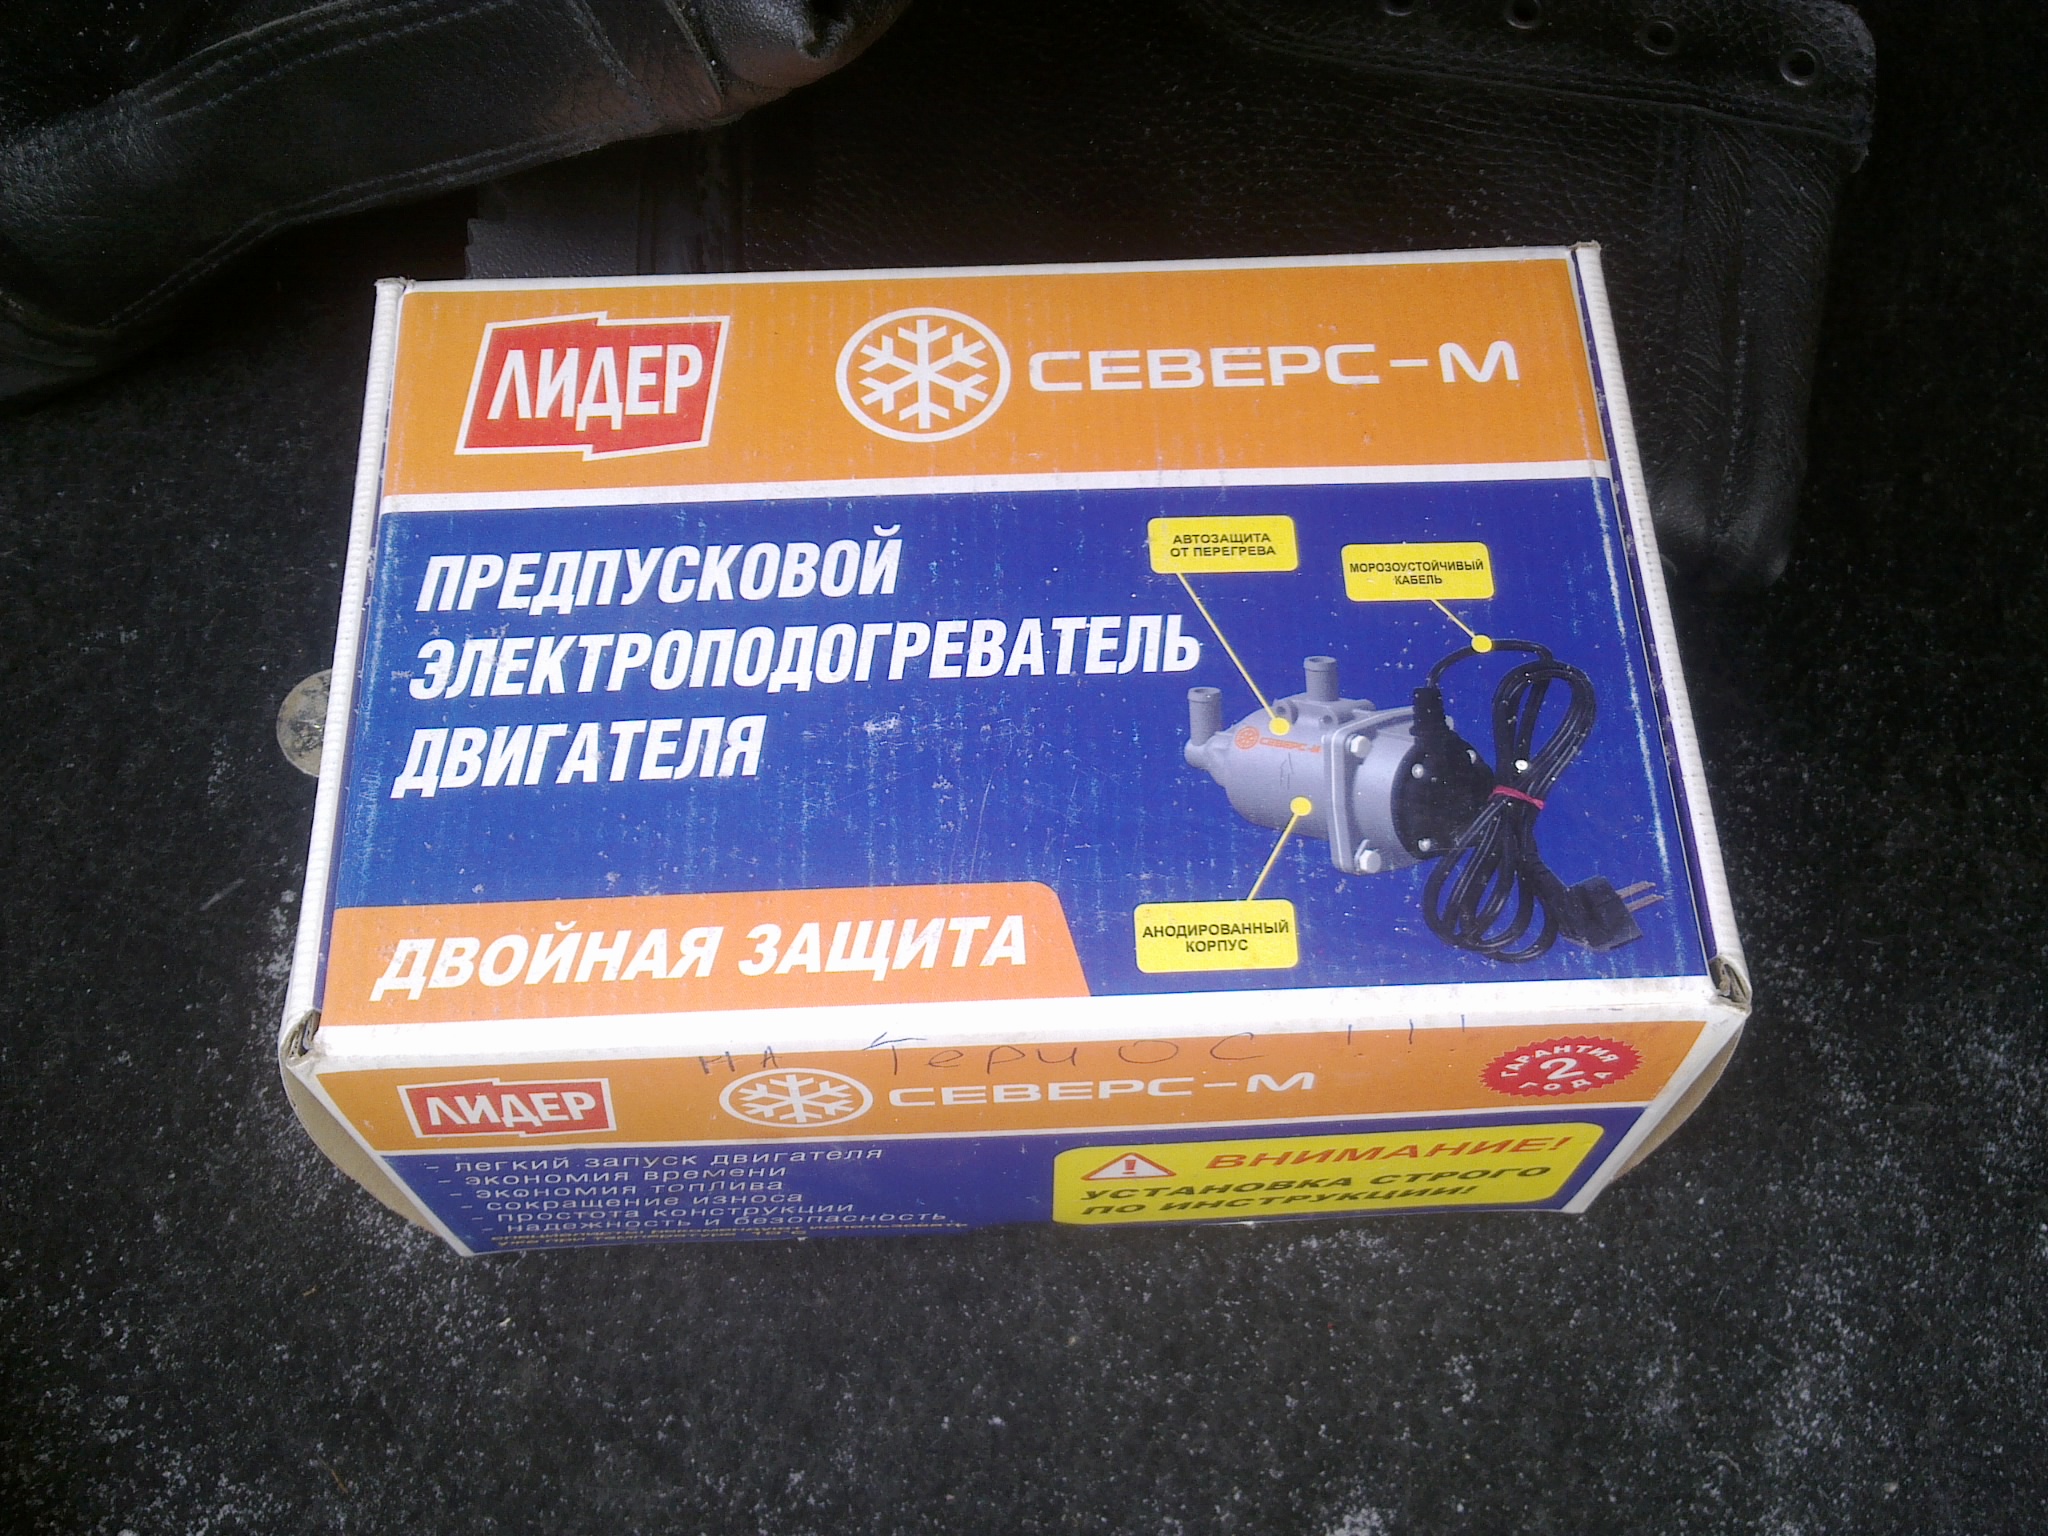 ЛИДЕР
СЕВЕРС-М
ПРЕДПУСКОВОЙ
ЭЛЕКТРОПОДОГРЕВАТЕЛЬ
ДВИГАТЕЛЯ
АВТОЗАЩИТА
ОТ ПЕРЕГРЕВА
МОРОЗОУСТОЙЧИВЫЙ
КАБЕЛЬ
СЕВЕРС-М
АНОДИРОВАННЫЙ
КОРПУС
ДВОЙНАЯ ЗАЩИТА
на Териос !!!
ЛИДЕР
СЕВЕРС-М
ГАРАНТИЯ
2
ГОДА
- легкий запуск двигателя
- экономия времени
- экономия топлива
- сокращение износа
- простота конструкции
- надежность и безопасность
ВНИМАНИЕ!
УСТАНОВКА СТРОГО
ПО ИНСТРУКЦИИ!